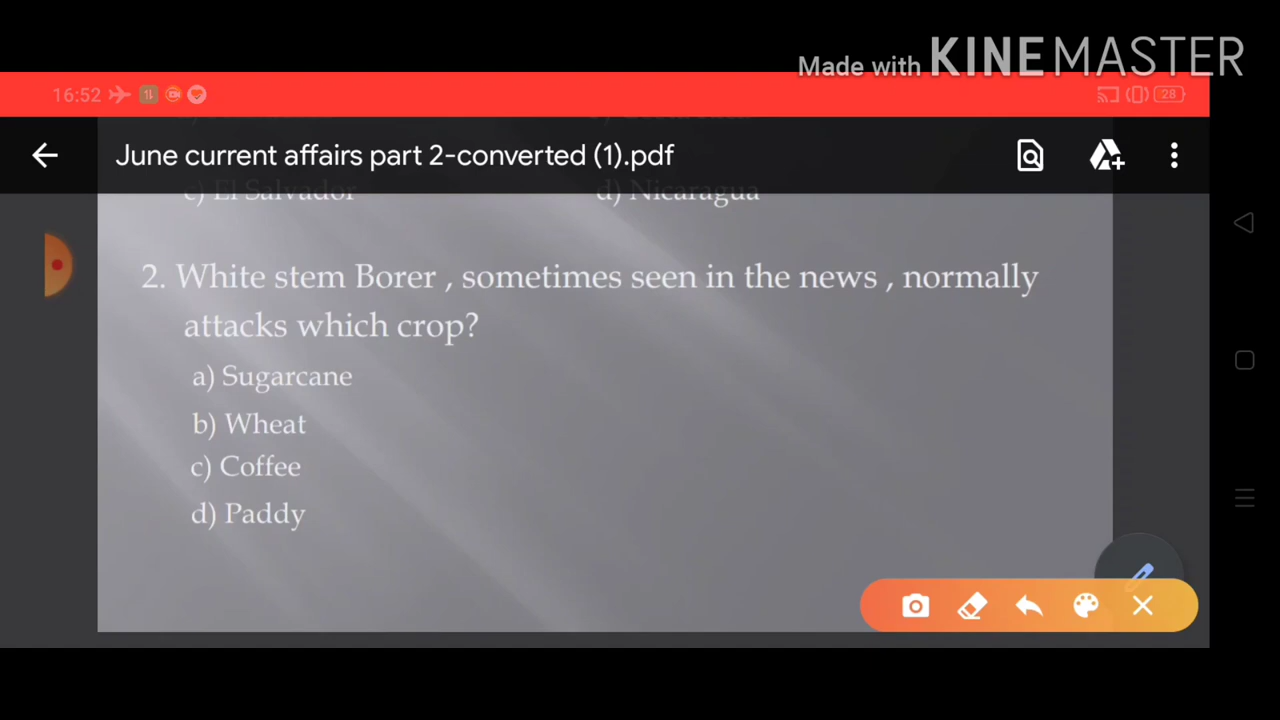 Made with KINEMASTER
16:52
28
June current affairs part 2-converted (1).pdf
c) El Salvador d) Nicaragua
2. White stem Borer , sometimes seen in the news , normally
attacks which crop?
a) Sugarcane
b) Wheat
c) Coffee
d) Paddy